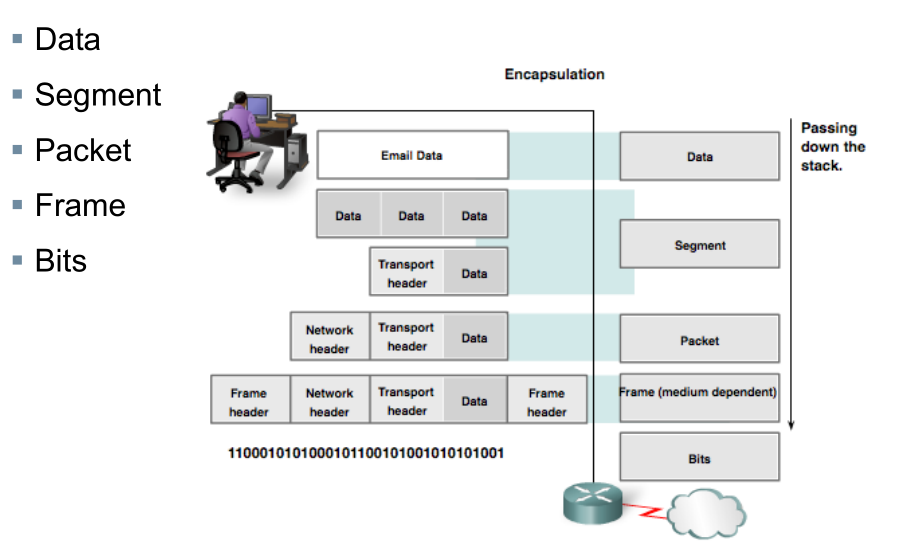 Data
Segment
Packet
Frame
Bits
Encapsulation
Passing
down the
stack.
Email Data
Data
Data Data Data
Segment
Transport
header
Data
Network
header
Transport
header
Data
Packet
Frame
header
Network
header
Transport
header
Data
Frame
header
Frame (medium dependent)
1100010101000101100101001010101001
Bits